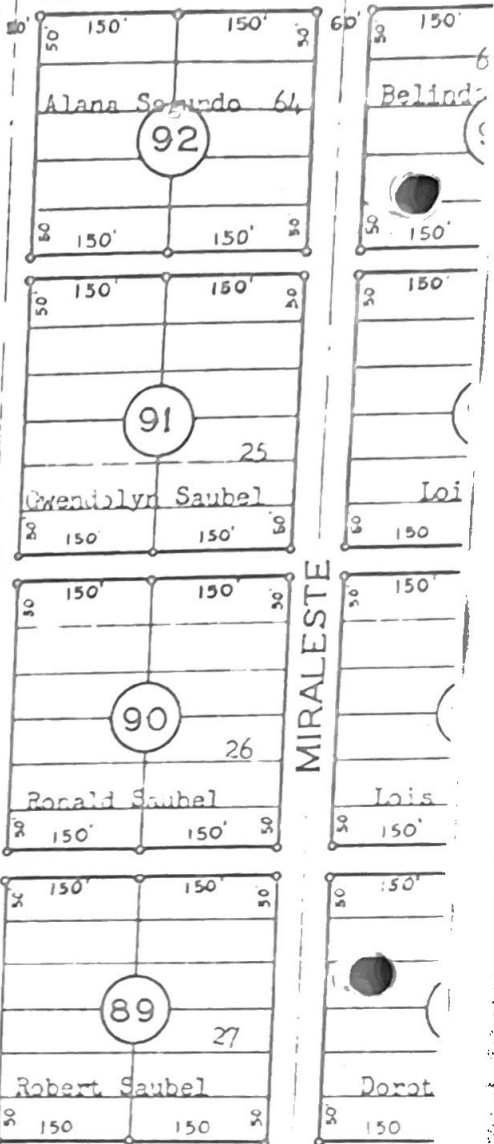 150' 150' 60'
50' 50' 50
Alana Segundo 64 Belinda
92
50 150' 150' 50 50 150'
150' 150' 150'
50' 50 50
91
25
Gwendolyn Saubel Loi
50 150' 150' 50 60 150
150' 150' 150'
50 50 50
MIRALESTE
90
26
Ronald Saubel Lois
50 150' 150' 50 50 150'
150' 150' 150'
50 50 50
89
27
Robert Saubel Dorot
50 150 150 50 50' 150